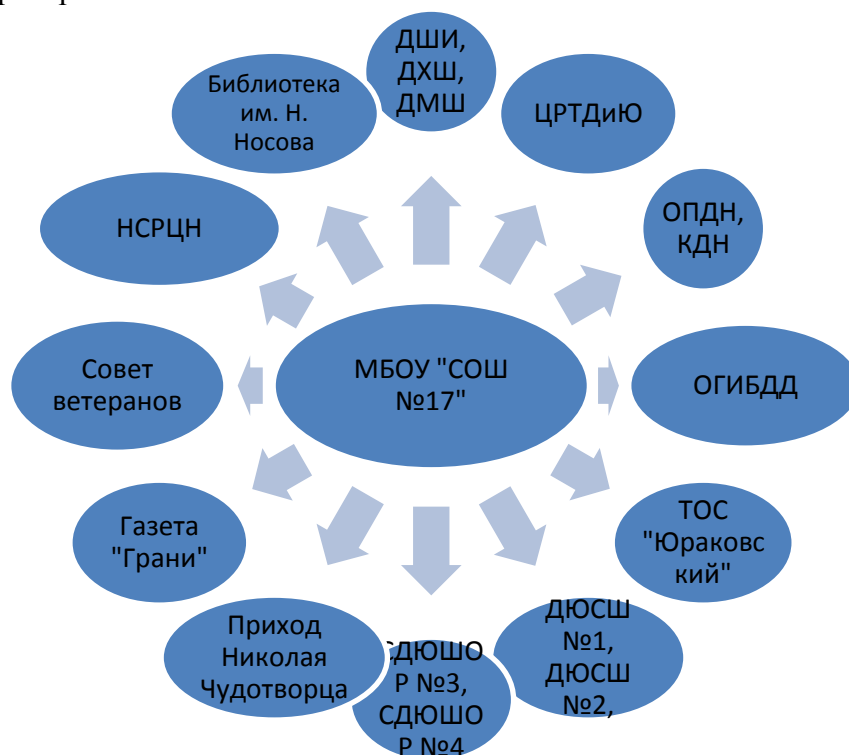 ДШИ,
ДХШ,
ДМШ
ЦРТДиЮ
ОПДН,
КДН
ОГИБДД
ТОС
"Юраковс
кий"
ДЮСШ
№1,
ДЮСШ
№2,
СДЮШО
Р №3,
СДЮШО
Р №4
Приход
Николая
Чудотворца
Газета
"Грани"
Совет
ветеранов
НСРЦН
Библиотека
им. Н.
Носова
МБОУ "СОШ
№17"